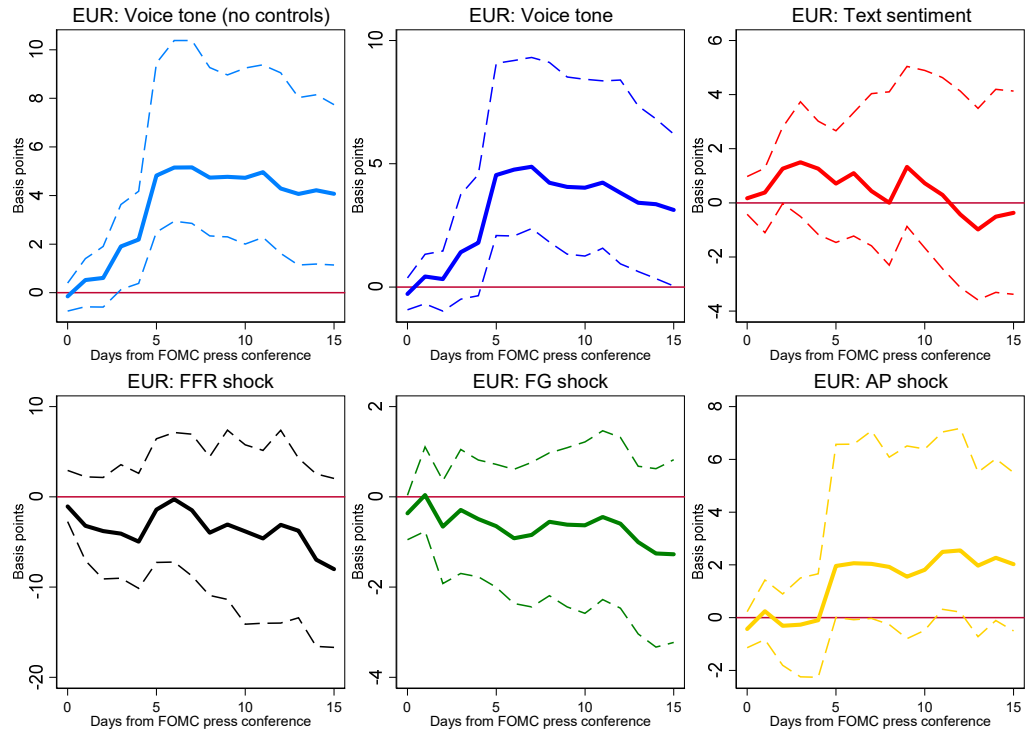 EUR: Voice tone (no controls)
Basis points
0 2 4 6 8 10
0 5 10 15
Days from FOMC press conference
EUR: Voice tone
Basis points
0 5 10
0 5 10 15
Days from FOMC press conference
EUR: Text sentiment
Basis points
-4 -2 0 2 4 6
0 5 10 15
Days from FOMC press conference
EUR: FFR shock
Basis points
-20 -10 0 10
0 5 10 15
Days from FOMC press conference
EUR: FG shock
Basis points
-4 -2 0 2
0 5 10 15
Days from FOMC press conference
EUR: AP shock
Basis points
-2 0 2 4 6 8
0 5 10 15
Days from FOMC press conference